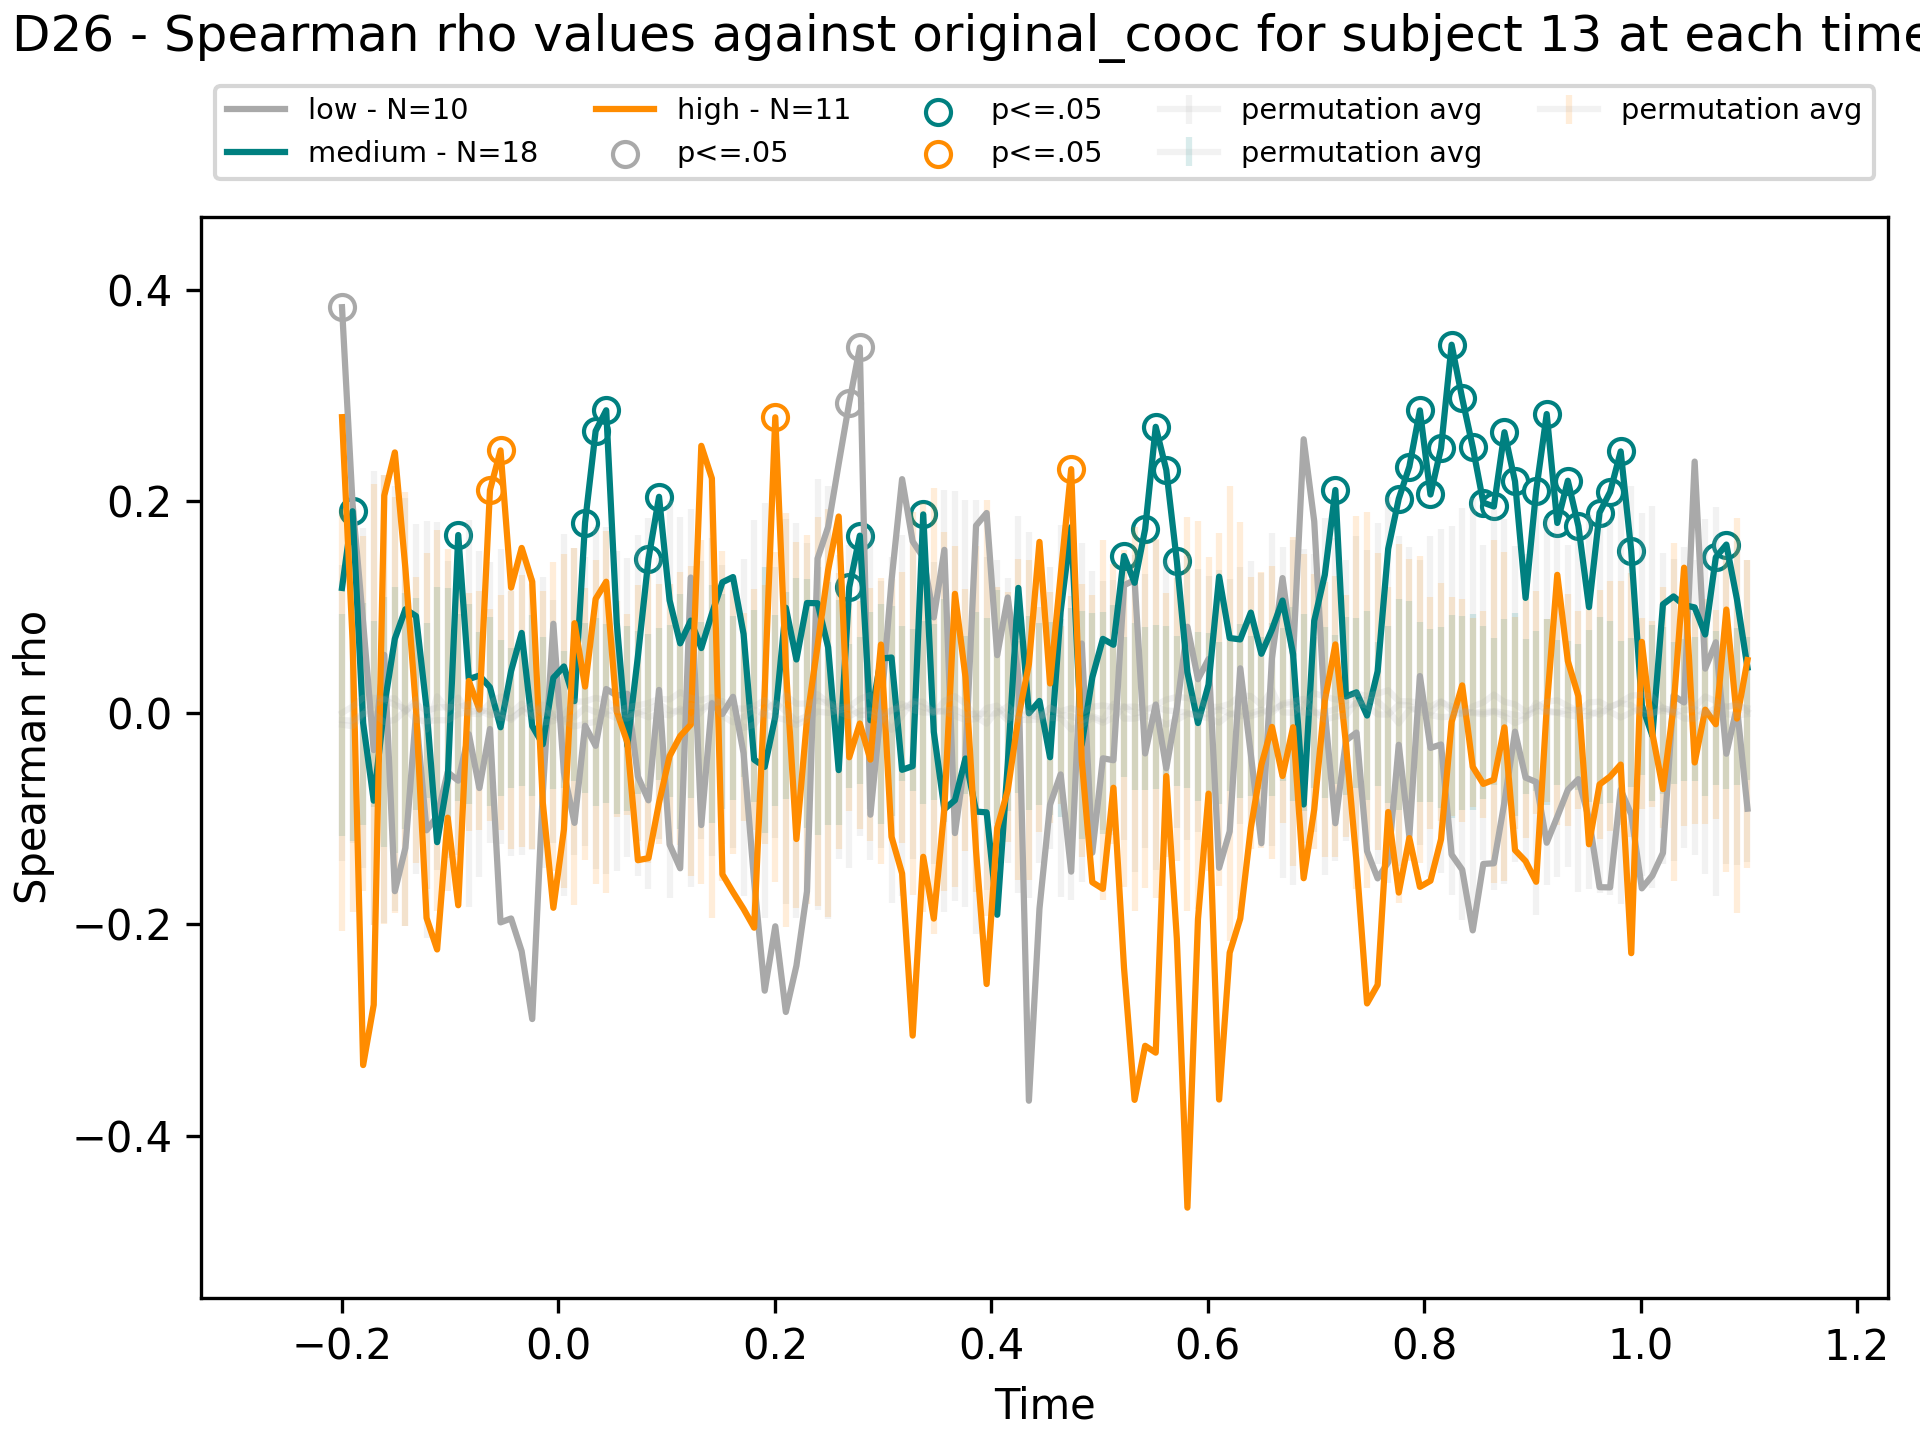 D26 - Spearman rho values against original_cooc for subject 13 at each time
low - N=10
medium - N=18
high - N=11
p<=.05
p<=.05
p<=.05
permutation avg
permutation avg
permutation avg
Spearman rho
0.4
0.2
0.0
−0.2
−0.4
−0.2 0.0 0.2 0.4 0.6 0.8 1.0 1.2
Time